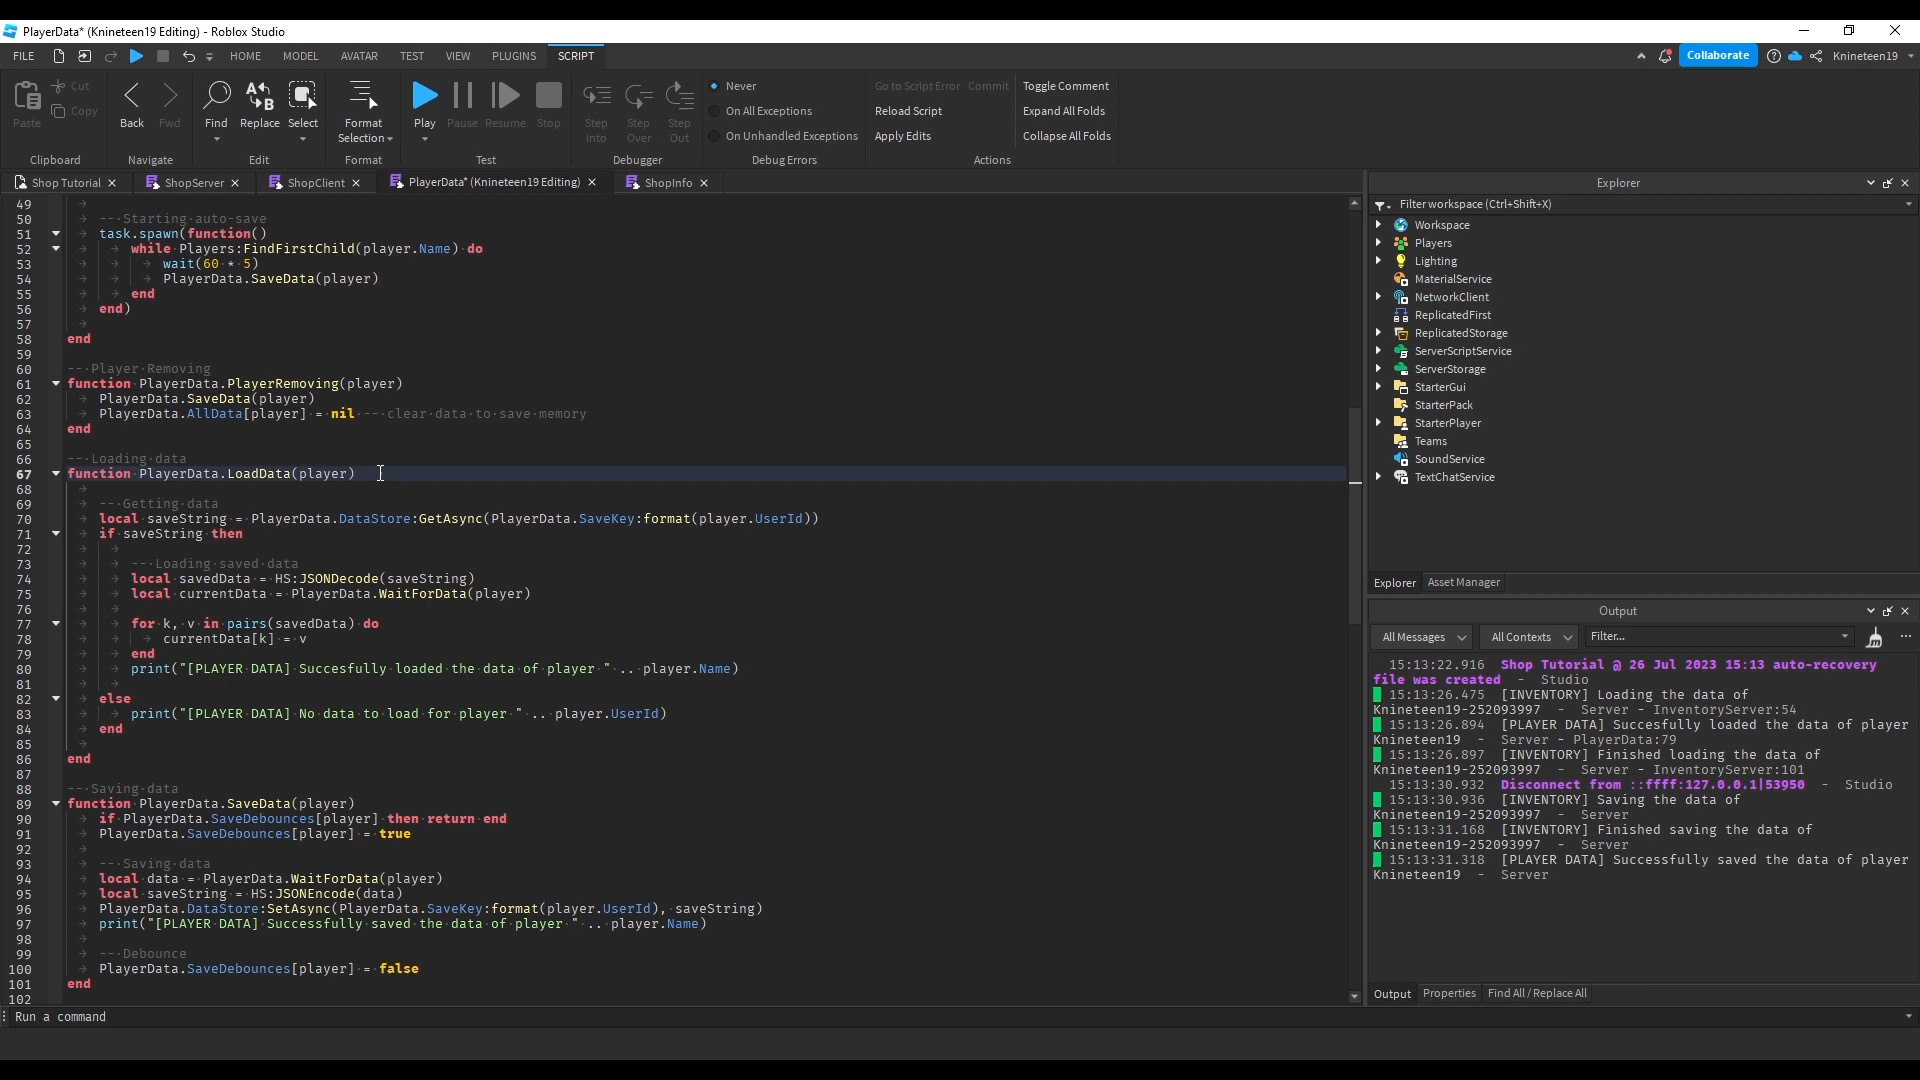 PlayerData* (Knineteen19 Editing) - Roblox Studio
FILE HOME MODEL AVATAR TEST VIEW PLUGINS SCRIPT Collaborate Knineteen19
Paste Cut Copy Back Fwd Find Replace Select Format Selection Play Pause Resume Stop Step Into Step Over Step Out
Never Go to Script Error Commit Toggle Comment
On All Exceptions Reload Script Expand All Folds
On Unhandled Exceptions Apply Edits Collapse All Folds
Clipboard Navigate Edit Format Test Debugger Debug Errors Actions
Shop Tutorial ShopServer ShopClient PlayerData* (Knineteen19 Editing) ShopInfo
49
50 -- Starting auto-save
51 task.spawn(function()
52 while Players:FindFirstChild(player.Name) do
53 wait(60 * 5)
54 PlayerData.SaveData(player)
55 end
56 end)
57
58 end
59
60 -- Player Removing
61 function PlayerData.PlayerRemoving(player)
62 PlayerData.SaveData(player)
63 PlayerData.AllData[player] = nil -- clear data to save memory
64 end
65
66 -- Loading data
67 function PlayerData.LoadData(player)
68
69 -- Getting data
70 local saveString = PlayerData.DataStore:GetAsync(PlayerData.SaveKey:format(player.UserId))
71 if saveString then
72
73 -- Loading saved data
74 local savedData = HS:JSONDecode(saveString)
75 local currentData = PlayerData.WaitForData(player)
76
77 for k, v in pairs(savedData) do
78 currentData[k] = v
79 end
80 print("[PLAYER DATA] Succesfully loaded the data of player " .. player.Name)
81
82 else
83 print("[PLAYER DATA] No data to load for player " .. player.UserId)
84 end
85
86 end
87
88 -- Saving data
89 function PlayerData.SaveData(player)
90 if PlayerData.SaveDebounces[player] then return end
91 PlayerData.SaveDebounces[player] = true
92
93 -- Saving data
94 local data = PlayerData.WaitForData(player)
95 local saveString = HS:JSONEncode(data)
96 PlayerData.DataStore:SetAsync(PlayerData.SaveKey:format(player.UserId), saveString)
97 print("[PLAYER DATA] Successfully saved the data of player " .. player.Name)
98
99 -- Debounce
100 PlayerData.SaveDebounces[player] = false
101 end
102
Run a command
Explorer
Filter workspace (Ctrl+Shift+X)
Workspace
Players
Lighting
MaterialService
NetworkClient
ReplicatedFirst
ReplicatedStorage
ServerScriptService
ServerStorage
StarterGui
StarterPack
StarterPlayer
Teams
SoundService
TextChatService
Explorer Asset Manager
Output
All Messages All Contexts Filter...
15:13:22.916 Shop Tutorial @ 26 Jul 2023 15:13 auto-recovery
file was created - Studio
15:13:26.475 [INVENTORY] Loading the data of
Knineteen19-252093997 - Server - InventoryServer:54
15:13:26.894 [PLAYER DATA] Succesfully loaded the data of player
Knineteen19 - Server - PlayerData:79
15:13:26.897 [INVENTORY] Finished loading the data of
Knineteen19-252093997 - Server - InventoryServer:101
15:13:30.932 Disconnect from ::ffff:127.0.0.1|53950 - Studio
15:13:30.936 [INVENTORY] Saving the data of
Knineteen19-252093997 - Server
15:13:31.168 [INVENTORY] Finished saving the data of
Knineteen19-252093997 - Server
15:13:31.318 [PLAYER DATA] Successfully saved the data of player
Knineteen19 - Server
Output Properties Find All / Replace All